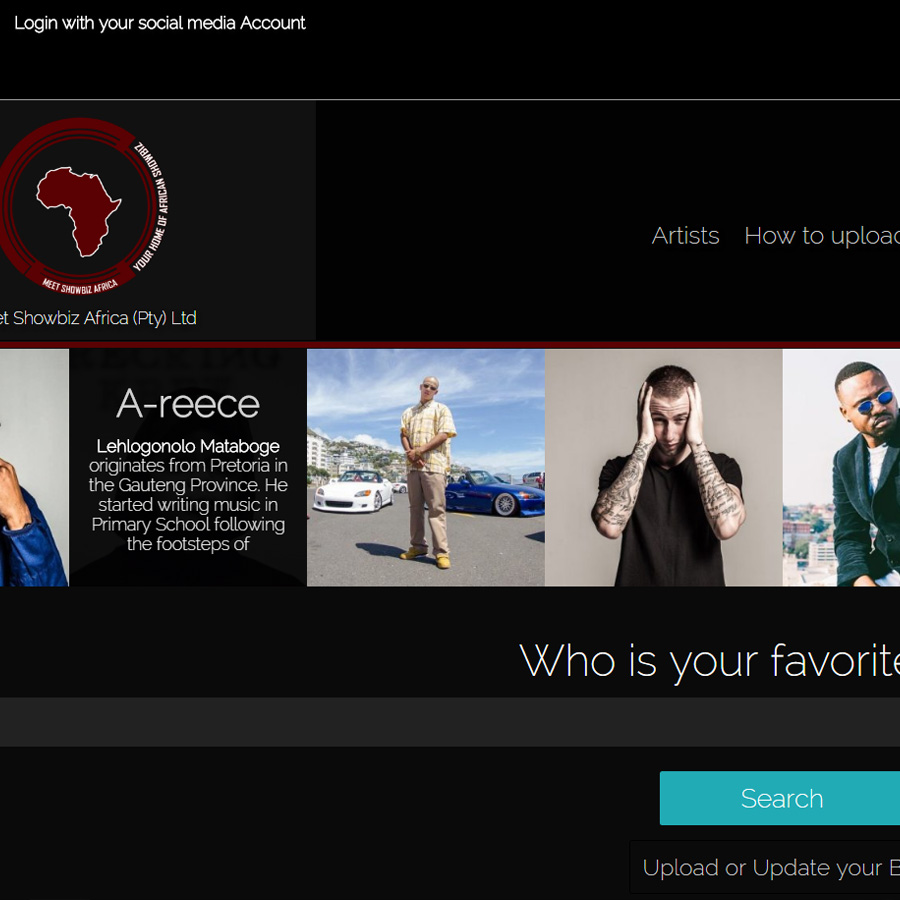 Login with your social media Account
YOUR HOME OF AFRICAN SHOWBIZ
MEET SHOWBIZ AFRICA
et Showbiz Africa (Pty) Ltd
Artists How to upload
A-reece
Lehlogonolo Mataboge
originates from Pretoria in
the Gauteng Province. He
started writing music in
Primary School following
the footsteps of
Who is your favorite
Search
Upload or Update your B